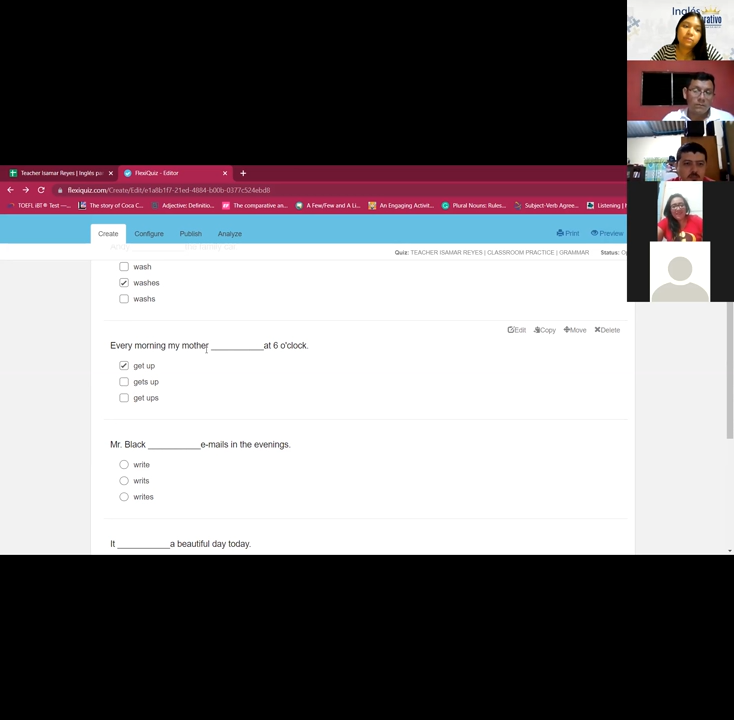 Inglés
Teacher Isamar Reyes | Inglés par
FlexiQuiz - Editor
flexiquiz.com/Create/Edit/e1a8b1f7-21ed-4884-b00b-0377c524ebd8
TOEFL iBT® Test —...
The story of Coca C...
Adjective: Definitio...
The comparative an...
A Few/Few and A Li...
An Engaging Activit...
Plural Nouns: Rules...
Subject-Verb Agree...
Listening |
Create
Configure
Publish
Analyze
Print
Preview
Quiz: TEACHER ISAMAR REYES | CLASSROOM PRACTICE | GRAMMAR
Status:
wash
washes
washs
Edit
Copy
Move
Delete
Every morning my mother ___________at 6 o'clock.
get up
gets up
get ups
Mr. Black ___________e-mails in the evenings.
write
writs
writes
It ___________a beautiful day today.